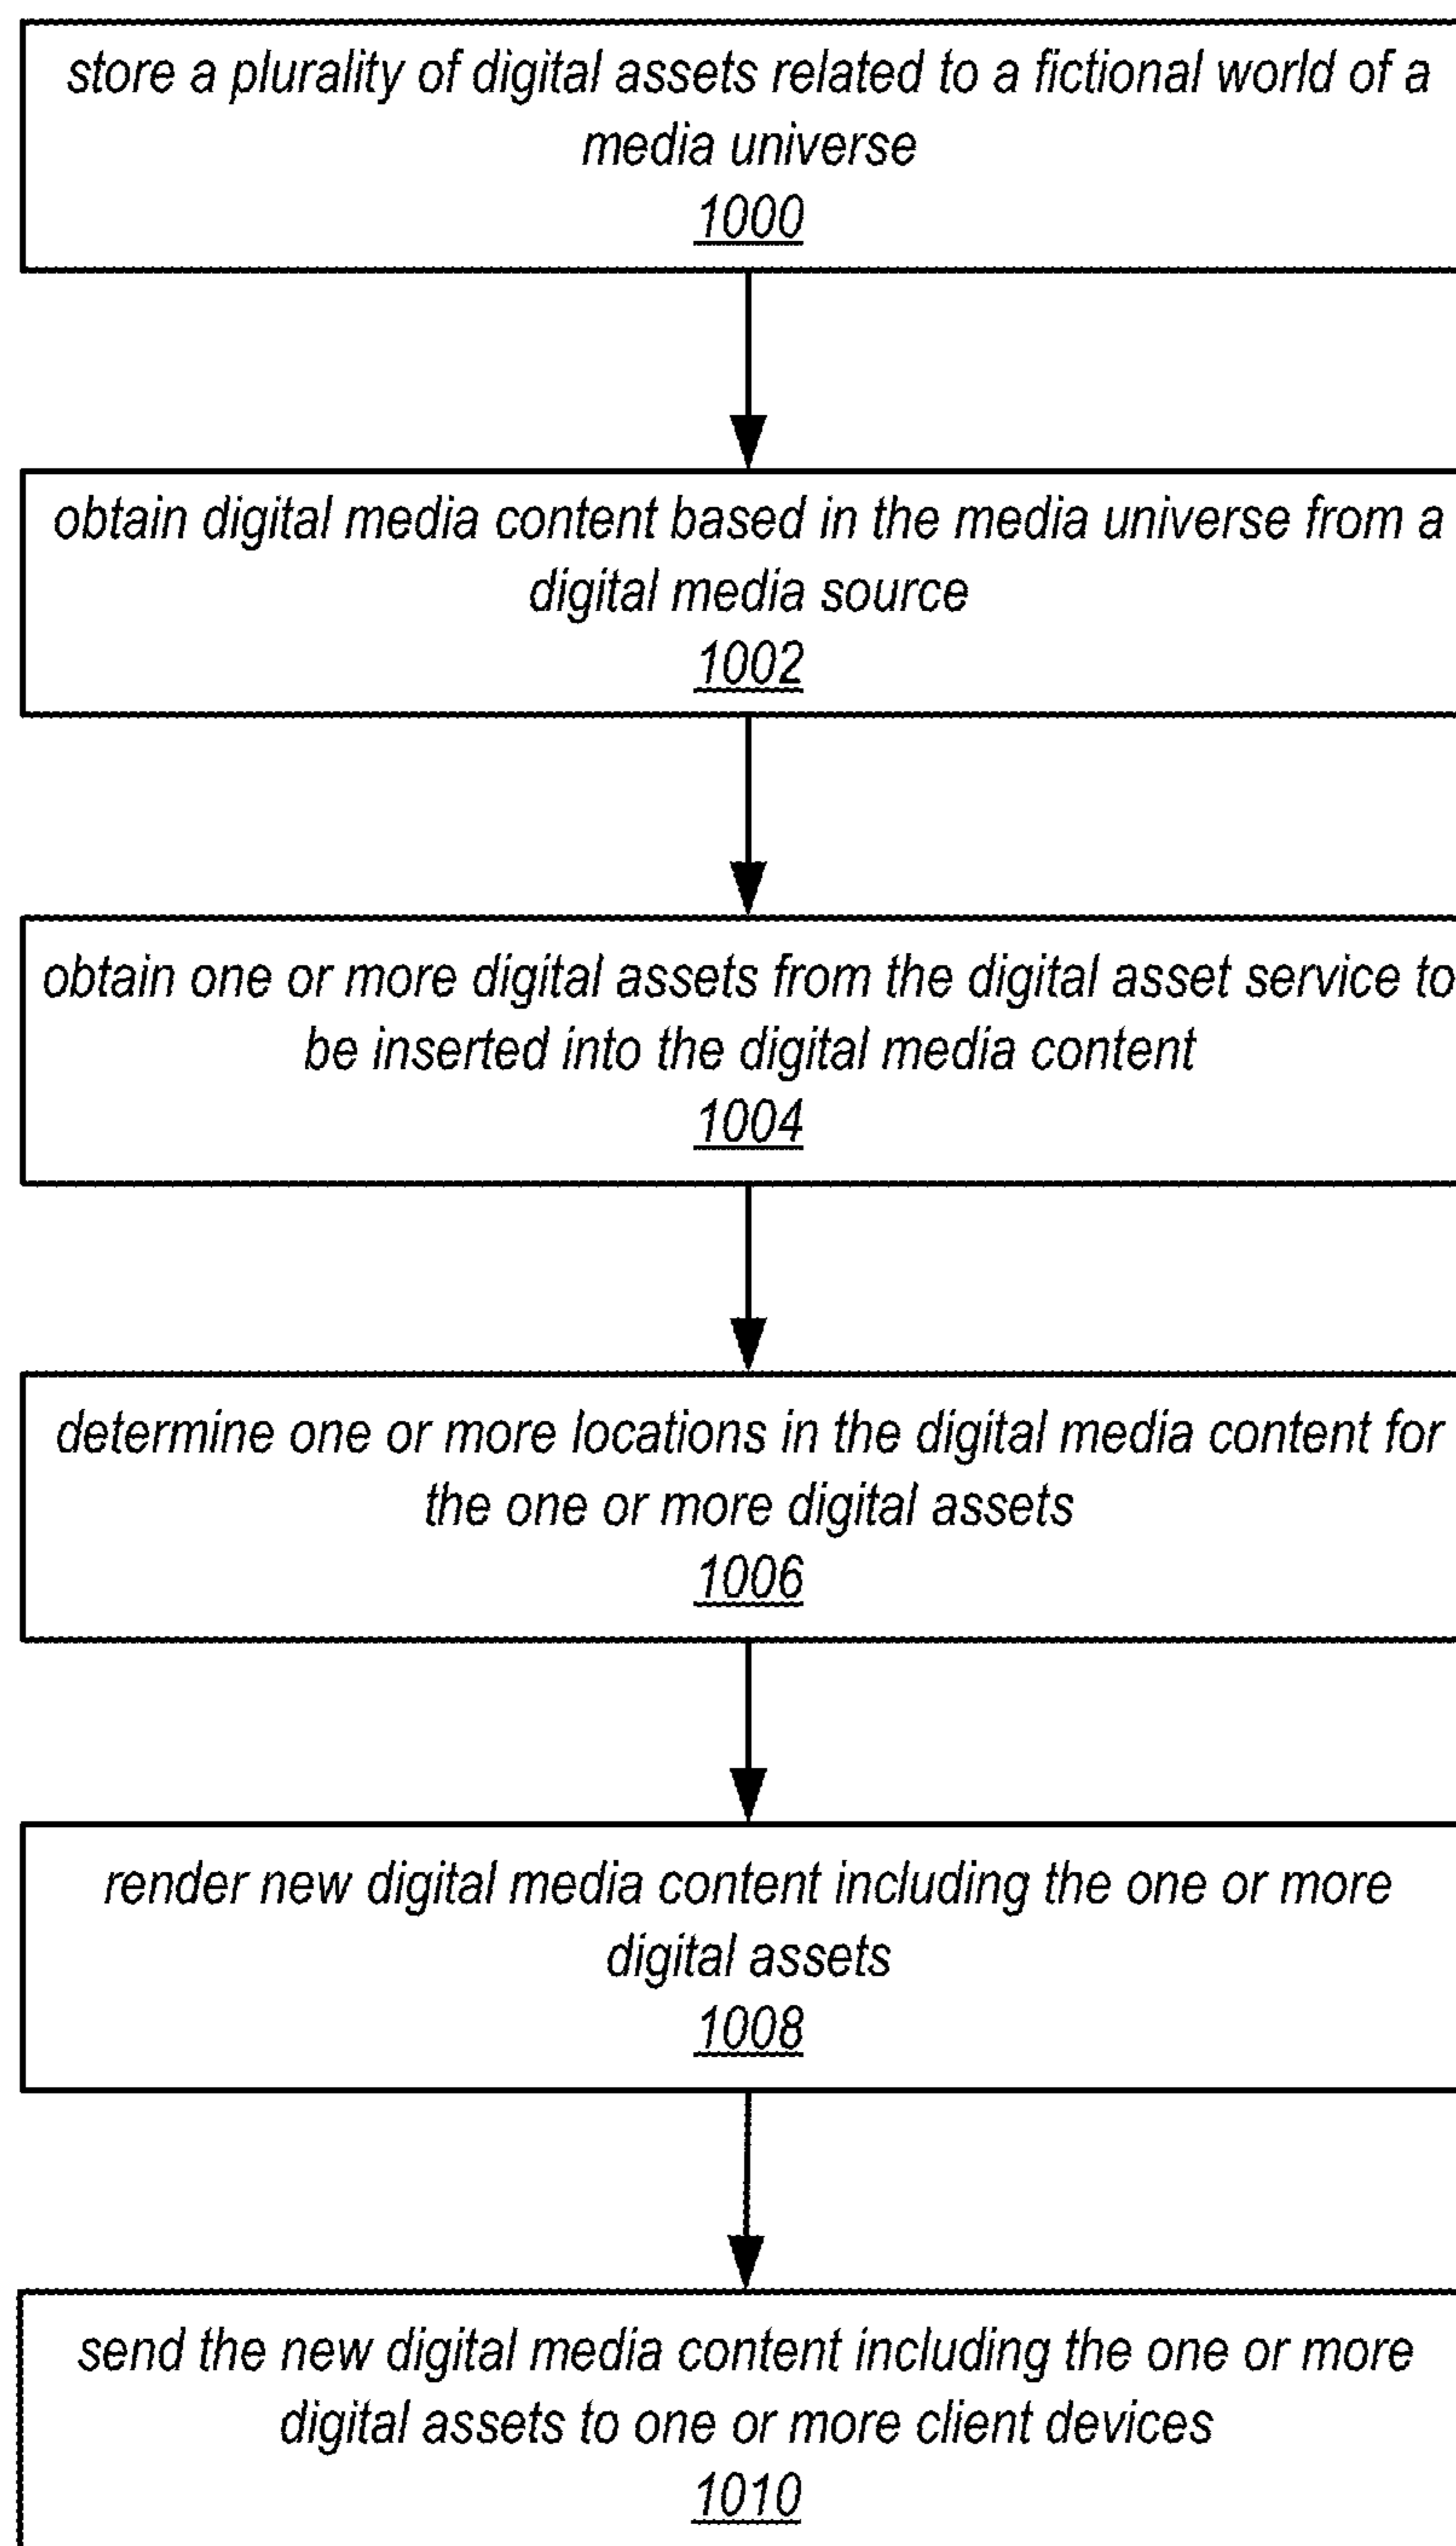 store a plurality of digital assets related to a fictional world of a
media universe
1000
obtain digital media content based in the media universe from a
digital media source
1002
obtain one or more digital assets from the digital asset service to
be inserted into the digital media content
1004
determine one or more locations in the digital media content for
the one or more digital assets
1006
render new digital media content including the one or more
digital assets
1008
send the new digital media content including the one or more
digital assets to one or more client devices
1010